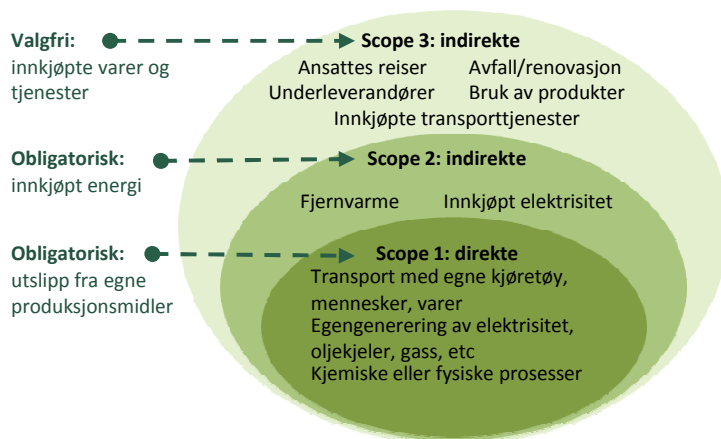 Valgfri:
innkjøpte varer og
tjenester
Scope 3: indirekte
Ansattes reiser Avfall/renovasjon
Underleverandører Bruk av produkter
Innkjøpte transporttjenester
Obligatorisk:
innkjøpt energi
Scope 2: indirekte
Fjernvarme Innkjøpt elektrisitet
Obligatorisk:
utslipp fra egne
produksjonsmidler
Scope 1: direkte
Transport med egne kjøretøy,
mennesker, varer
Egengenerering av elektrisitet,
oljekjeler, gass, etc
Kjemiske eller fysiske prosesser